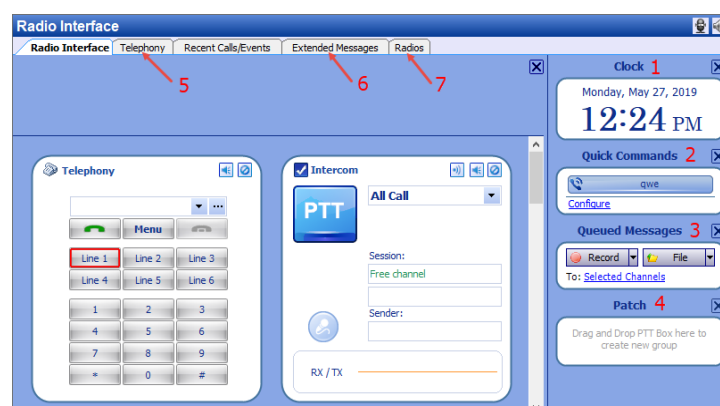 Radio Interface
Radio Interface Telephony Recent Calls/Events Extended Messages Radios
5 6 7
Clock 1
Monday, May 27, 2019
12:24 PM
Quick Commands 2
qwe
Configure
Queued Messages 3
Record File
To: Selected Channels
Patch 4
Drag and Drop PTT Box here to
create new group
Telephony
...
Menu
Line 1 Line 2 Line 3
Line 4 Line 5 Line 6
1 2 3
4 5 6
7 8 9
* 0 #
Intercom
PTT
All Call
Session:
Free channel
Sender:
RX / TX